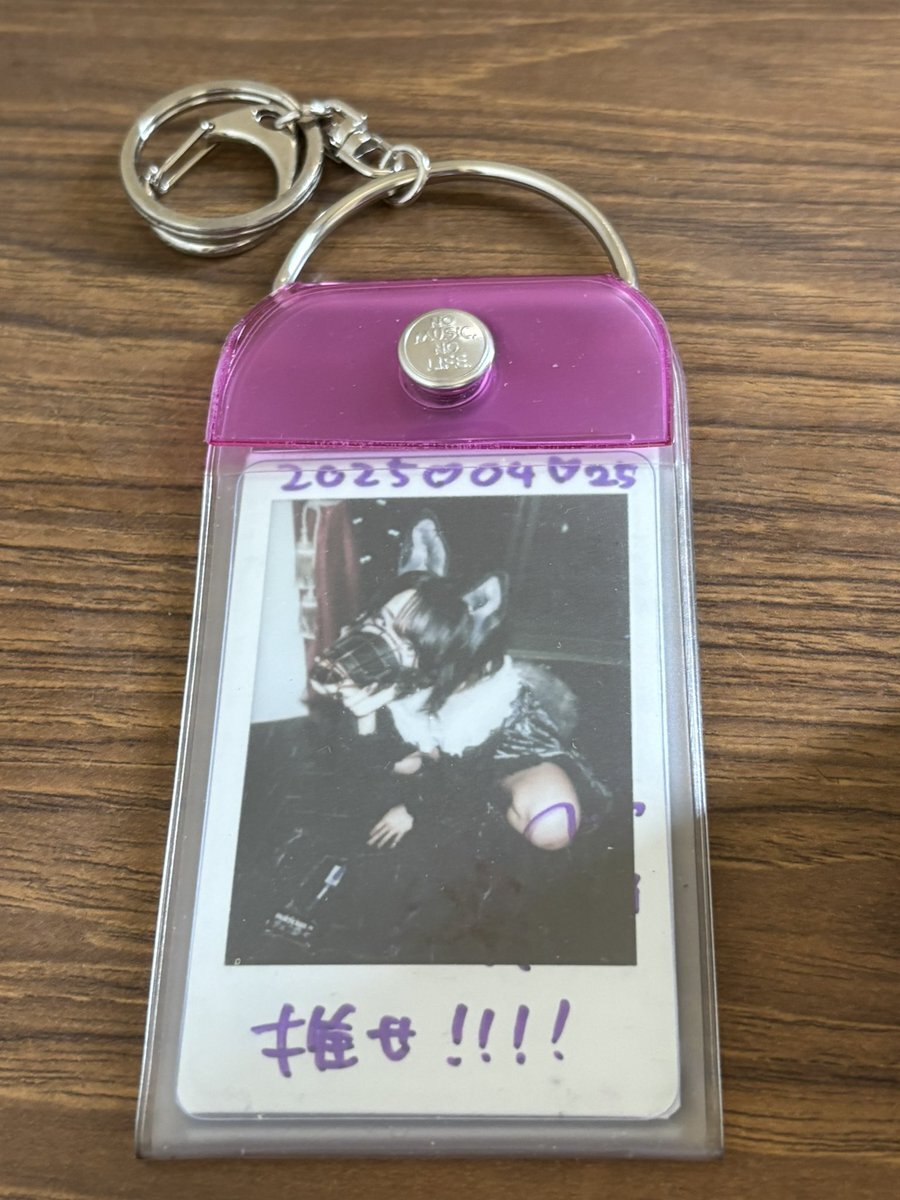 NO
MUSIC,
NO
LIFE.
2025♡04♡25
推せ!!!!